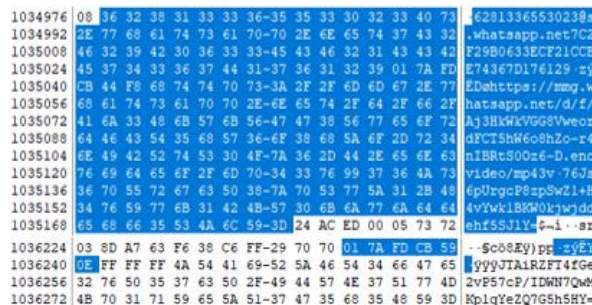 1034976 08 36 32 38 31 33 33 36-35 35 33 30 32 33 40 73 .6281336553023@s
1034992 2E 77 68 61 74 73 61 70-70 2E 6E 65 74 37 43 32 .whatsapp.net7C2
1035008 46 32 39 42 30 36 33 33-45 43 46 32 31 43 43 42 F29B0633ECF21CCB
1035024 45 37 34 33 36 37 44 31-37 36 31 32 39 01 7A FD E74367D176129·zý
1035040 CB 44 F8 68 74 74 70 73-3A 2F 2F 6D 6D 67 2E 77 ËDøhttps://mmg.w
1035056 68 61 74 73 61 70 70 2E-6E 65 74 2F 64 2F 66 2F hatsapp.net/d/f/
1035072 41 6A 33 48 6B 57 6B 56-47 47 38 56 77 65 6F 72 Aj3HkWkVGG8Vweor
1035088 64 46 43 54 35 68 57 36-6F 38 68 5A 6F 2D 72 34 dFCT5hW6o8hZo-r4
1035104 6E 49 42 52 74 53 30 4F-7A 36 2D 44 2E 65 6E 63 nIBRtS0Oz6-D.enc
1035120 76 69 64 65 6F 2F 6D 70-34 33 76 99 37 36 4A 73 video/mp43v·76Js
1035136 36 70 55 72 67 63 50 38-7A 70 53 77 5A 31 2B 48 6pUrgcP8zpSwZ1+H
1035152 34 76 59 77 6B 31 42 4B-57 30 6B 6A 77 6A 64 64 4vYwk1BKW0kjwjdd
1035168 65 68 66 35 53 4A 6C 59-3D 24 AC ED 00 05 73 72 ehf5SJlY=$¬í··sr
1036224 03 8D A7 63 F6 38 C6 FF-29 70 70 01 7A FD CB 59 ·§cö8Æÿ)pp·zýËY
1036240 0E FF FF FF 4A 54 41 69-52 5A 46 54 34 66 47 65 .ÿÿÿJTAiRZFT4fGe
1036256 32 76 50 35 37 63 50 2F-49 44 57 4E 37 51 77 4D 2vP57cP/IDWN7QwM
1036272 4B 70 31 71 59 65 5A 51-37 47 35 68 35 48 59 3D Kp1qYeZQ7G5h5HY=